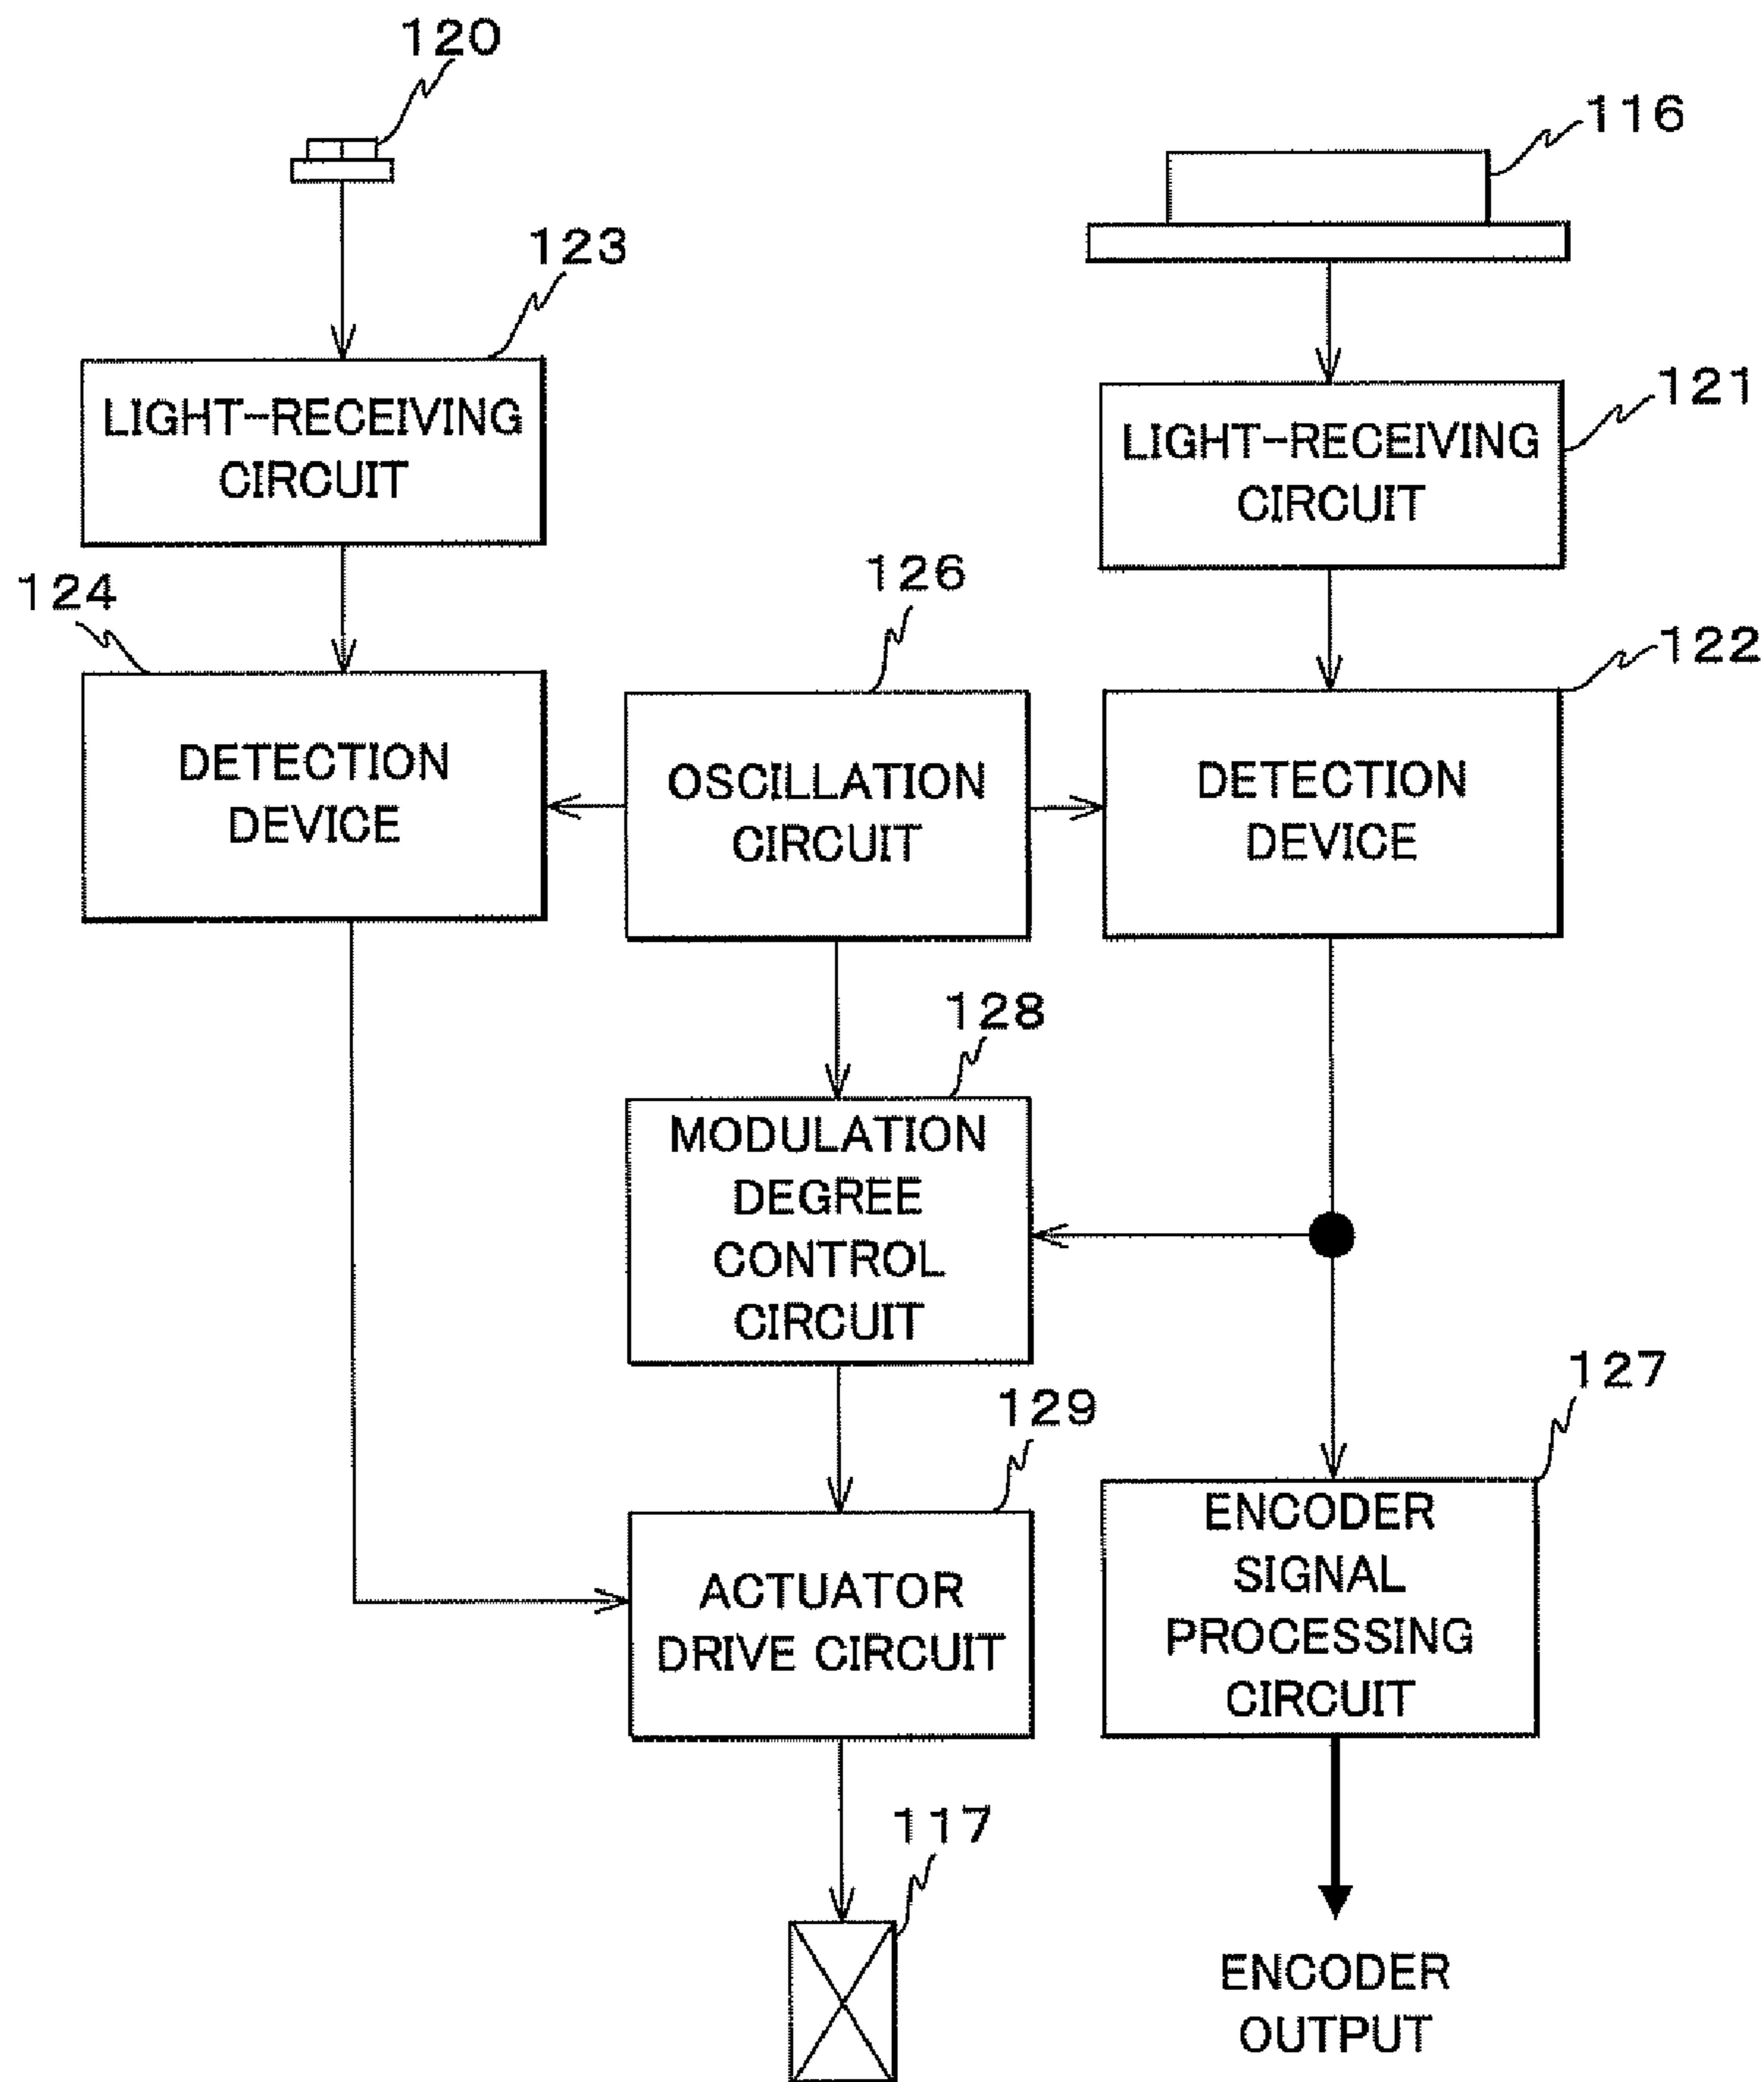 120
116
123
LIGHT-RECEIVING
CIRCUIT
121
LIGHT-RECEIVING
CIRCUIT
124
126
122
DETECTION
DEVICE
OSCILLATION
CIRCUIT
DETECTION
DEVICE
128
MODULATION
DEGREE
CONTROL
CIRCUIT
127
129
ACTUATOR
DRIVE CIRCUIT
ENCODER
SIGNAL
PROCESSING
CIRCUIT
117
ENCODER
OUTPUT